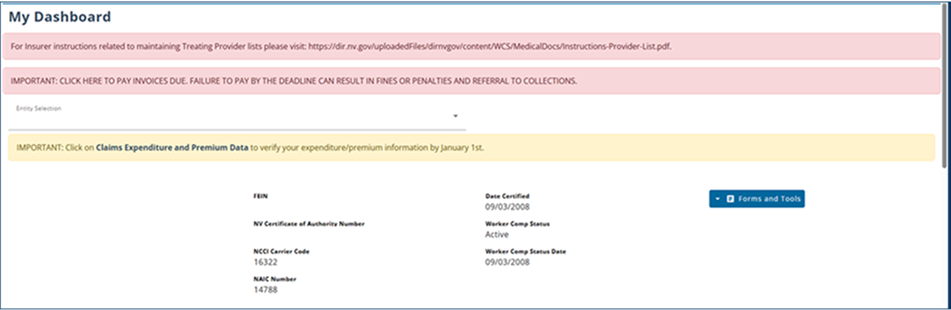 My Dashboard
For Insurer instructions related to maintaining Treating Provider lists please visit: https://dir.nv.gov/uploadedFiles/dirnvgov/content/WCS/MedicalDocs/Instructions-Provider-List.pdf.
IMPORTANT: CLICK HERE TO PAY INVOICES DUE. FAILURE TO PAY BY THE DEADLINE CAN RESULT IN FINES OR PENALTIES AND REFERRAL TO COLLECTIONS.
Entity Selection
IMPORTANT: Click on Claims Expenditure and Premium Data to verify your expenditure/premium information by January 1st.
FEIN
NV Certificate of Authority Number
NCCI Carrier Code
16322
NAIC Number
14788
Date Certified
09/03/2008
Worker Comp Status
Active
Worker Comp Status Date
09/03/2008
Forms and Tools